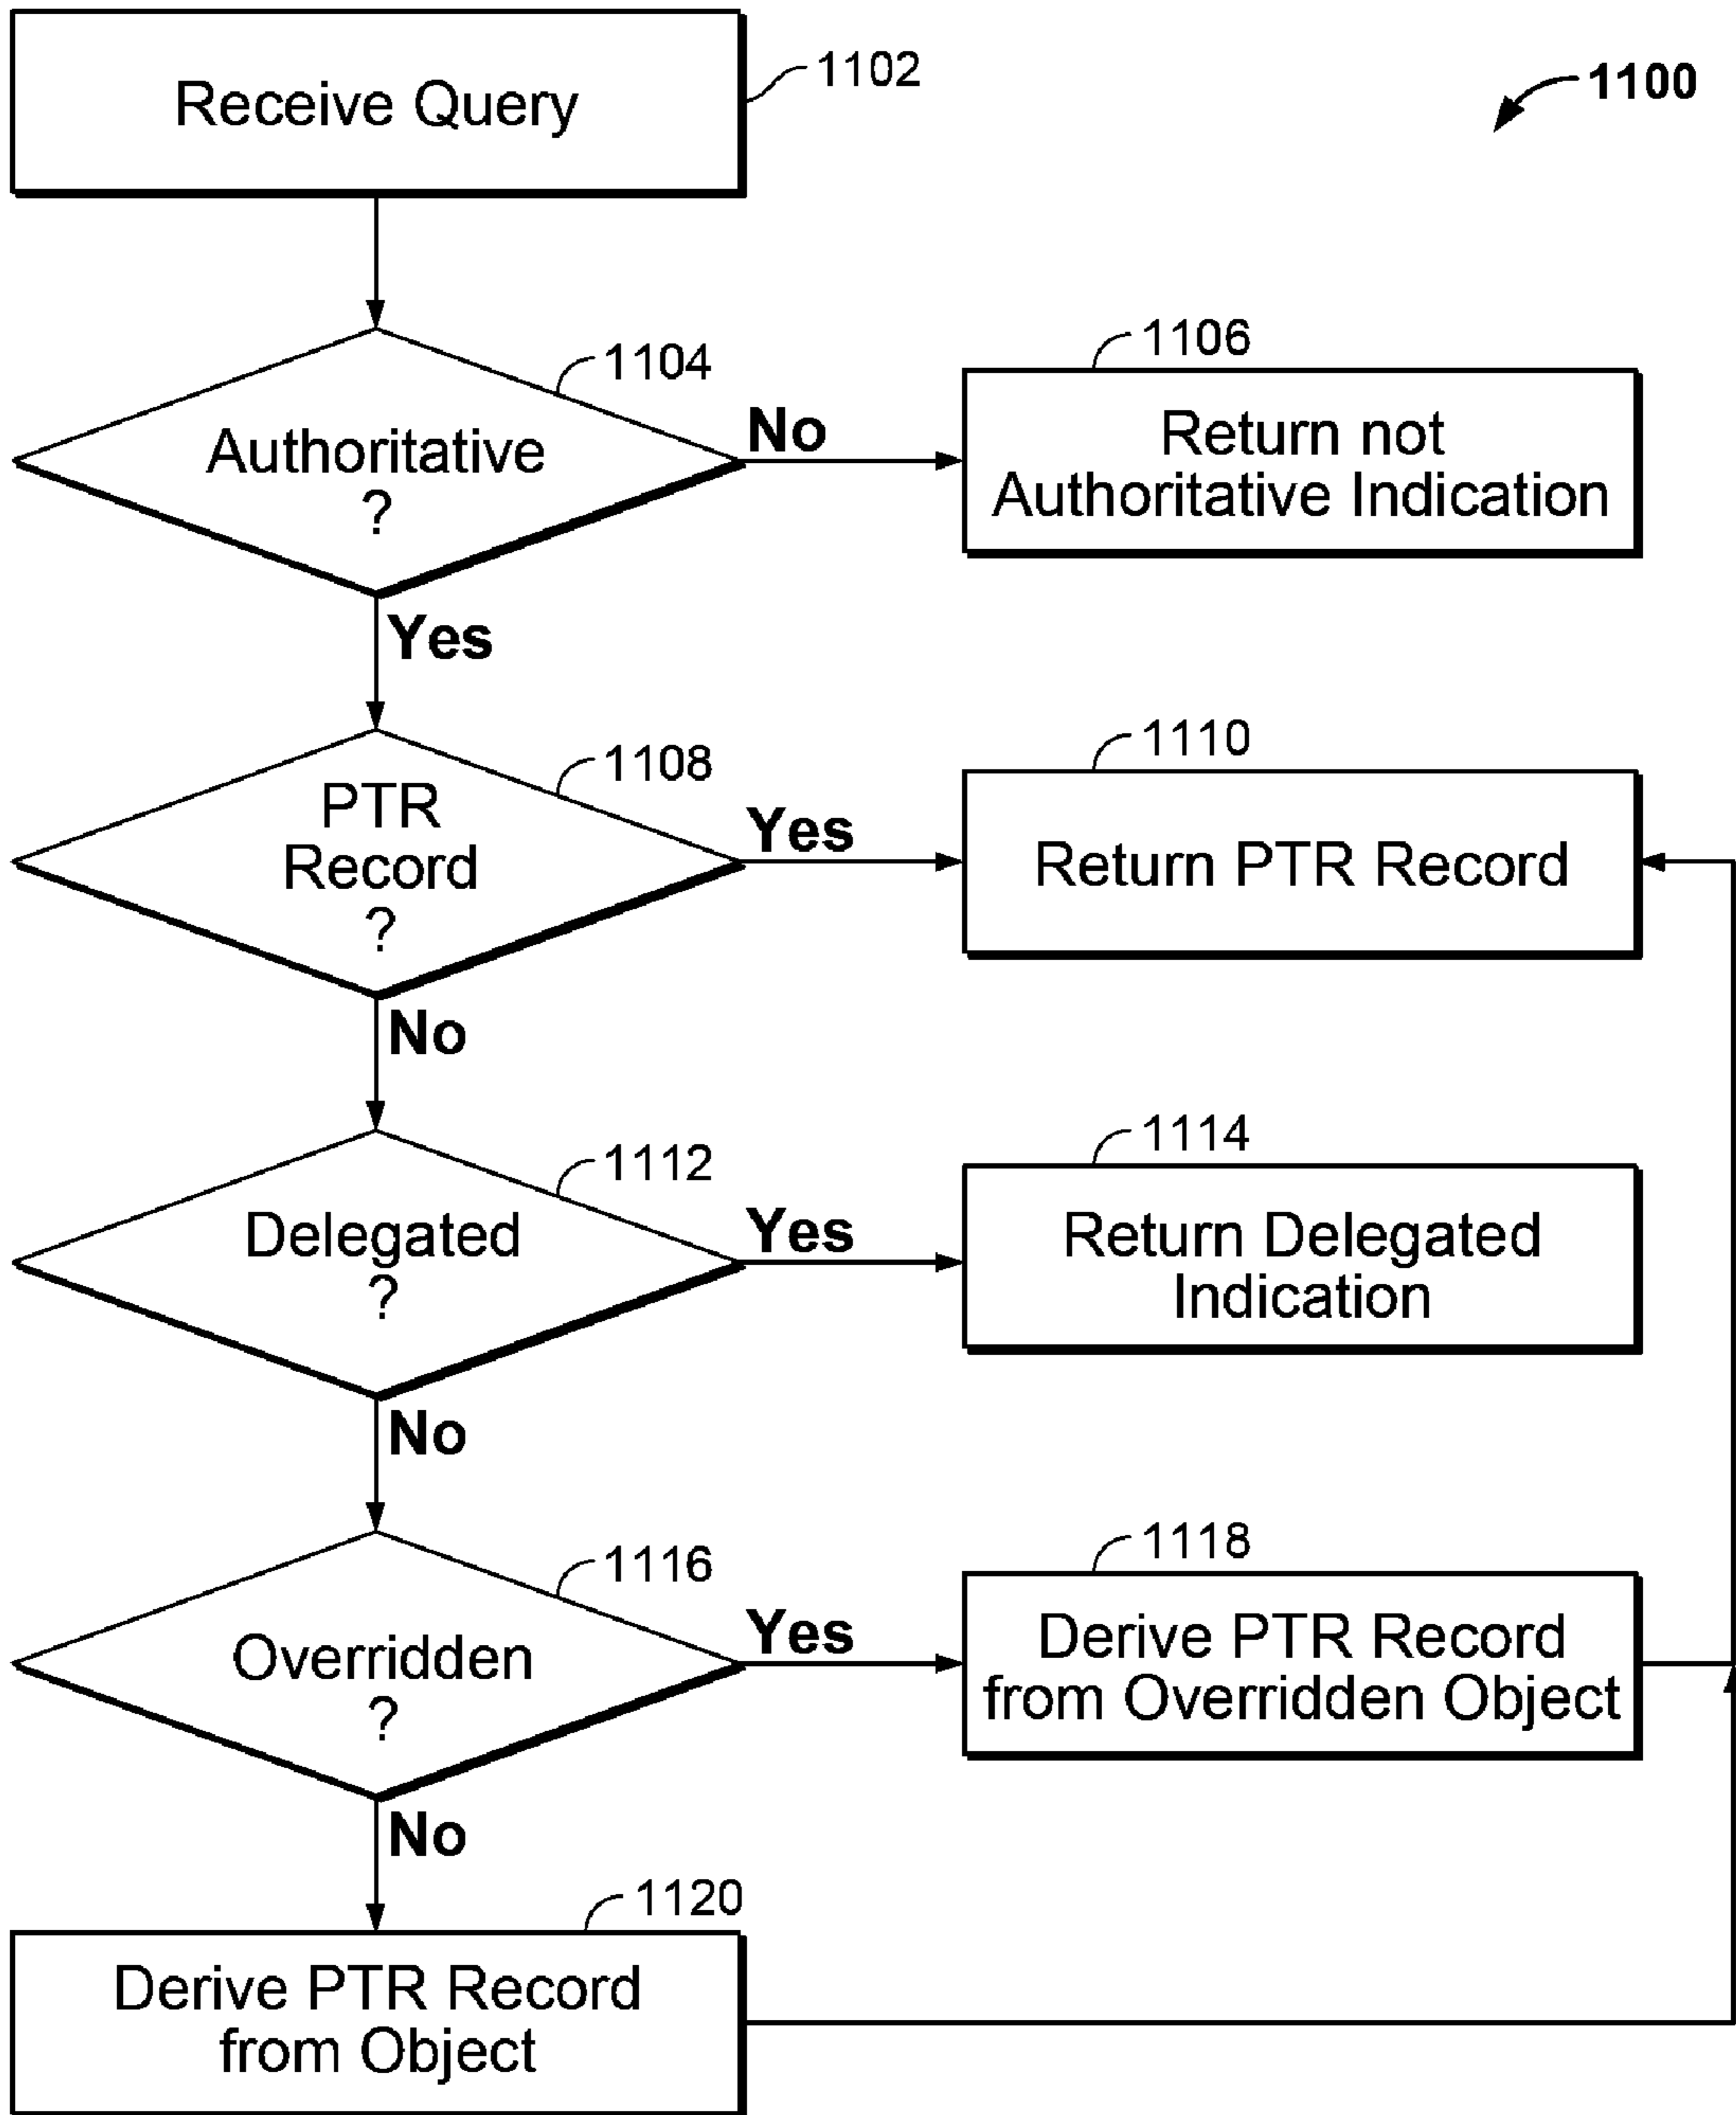 Receive Query
1102
1100
1104
Authoritative
?
No
1106
Return not
Authoritative Indication
Yes
1108
PTR
Record
?
Yes
1110
Return PTR Record
No
1112
Delegated
?
Yes
1114
Return Delegated
Indication
No
1116
Overridden
?
Yes
1118
Derive PTR Record
from Overridden Object
No
1120
Derive PTR Record
from Object